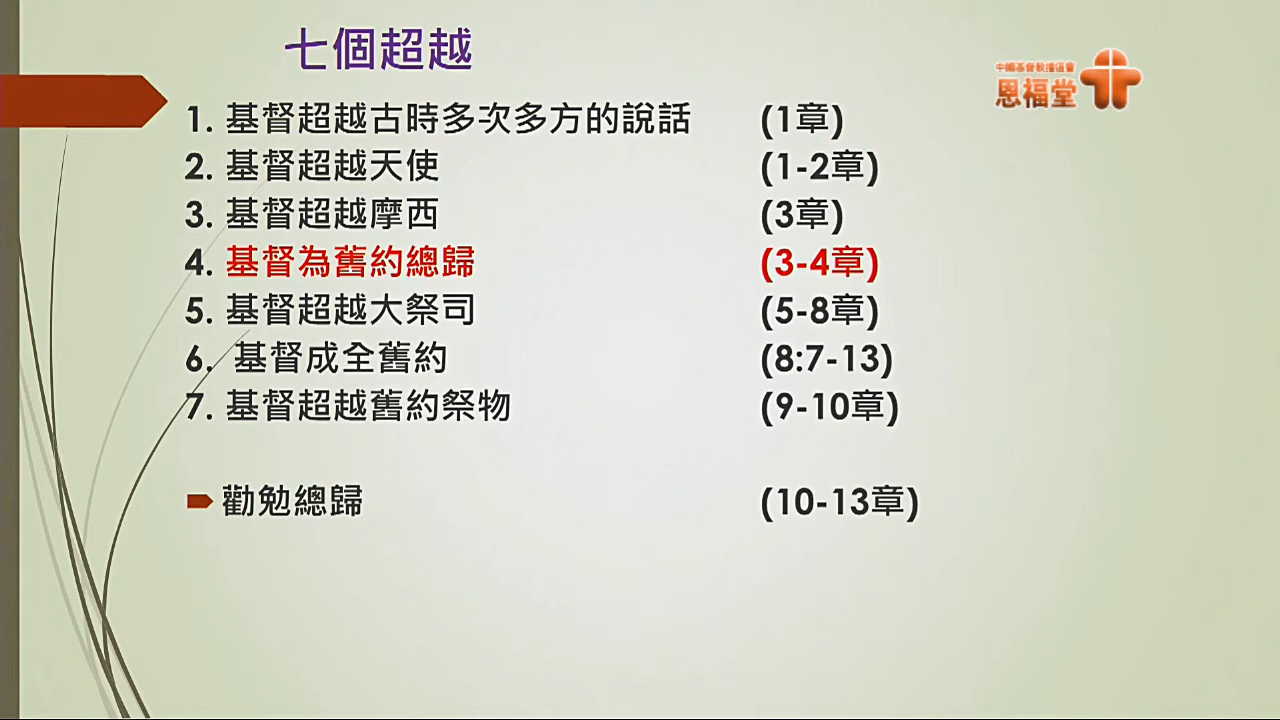 七個超越
中國基督教播道會
恩福堂
1. 基督超越古時多次多方的說話 (1章)
2. 基督超越天使 (1-2章)
3. 基督超越摩西 (3章)
4. 基督為舊約總歸 (3-4章)
5. 基督超越大祭司 (5-8章)
6. 基督成全舊約 (8:7-13)
7. 基督超越舊約祭物 (9-10章)
勸勉總歸 (10-13章)